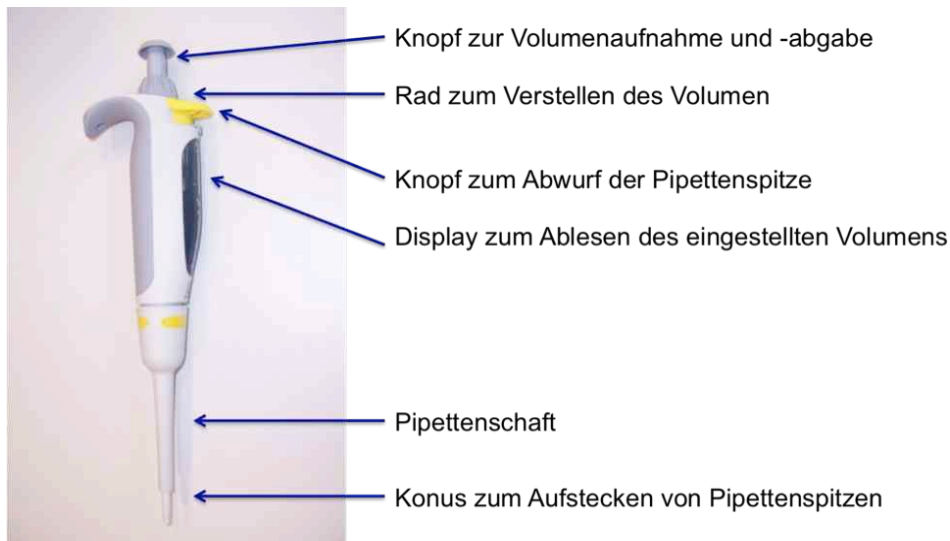 Knopf zur Volumenaufnahme und -abgabe
Rad zum Verstellen des Volumen
Knopf zum Abwurf der Pipettenspitze
Display zum Ablesen des eingestellten Volumens
Pipettenschaft
Konus zum Aufstecken von Pipettenspitzen